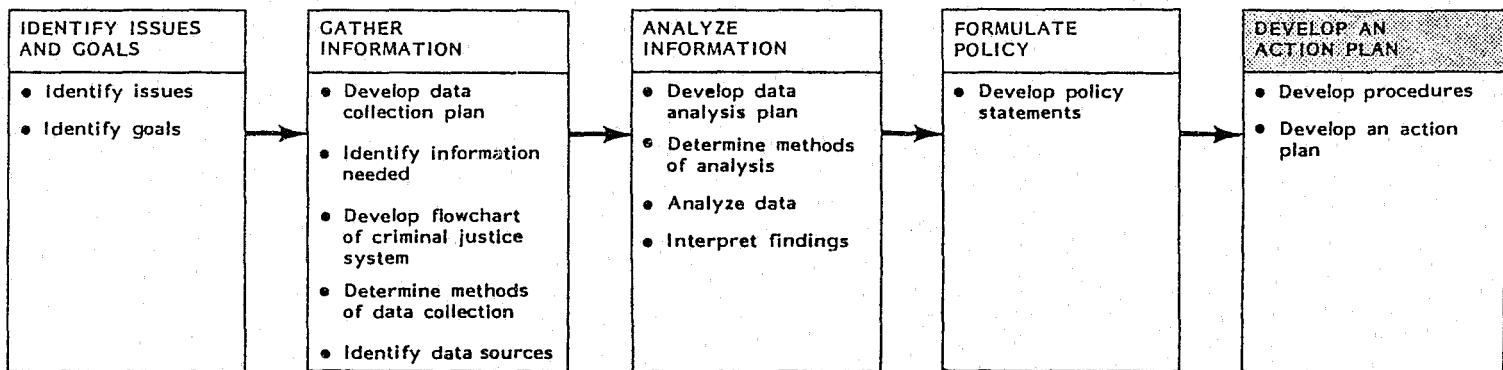 IDENTIFY ISSUES
AND GOALS
• Identify issues
• Identify goals
GATHER
INFORMATION
• Develop data
collection plan
• Identify information
needed
• Develop flowchart
of criminal justice
system
• Determine methods
of data collection
• Identify data sources
ANALYZE
INFORMATION
• Develop data
analysis plan
• Determine methods
of analysis
• Analyze data
• Interpret findings
FORMULATE
POLICY
• Develop policy
statements
DEVELOP AN
ACTION PLAN
• Develop procedures
• Develop an action
plan